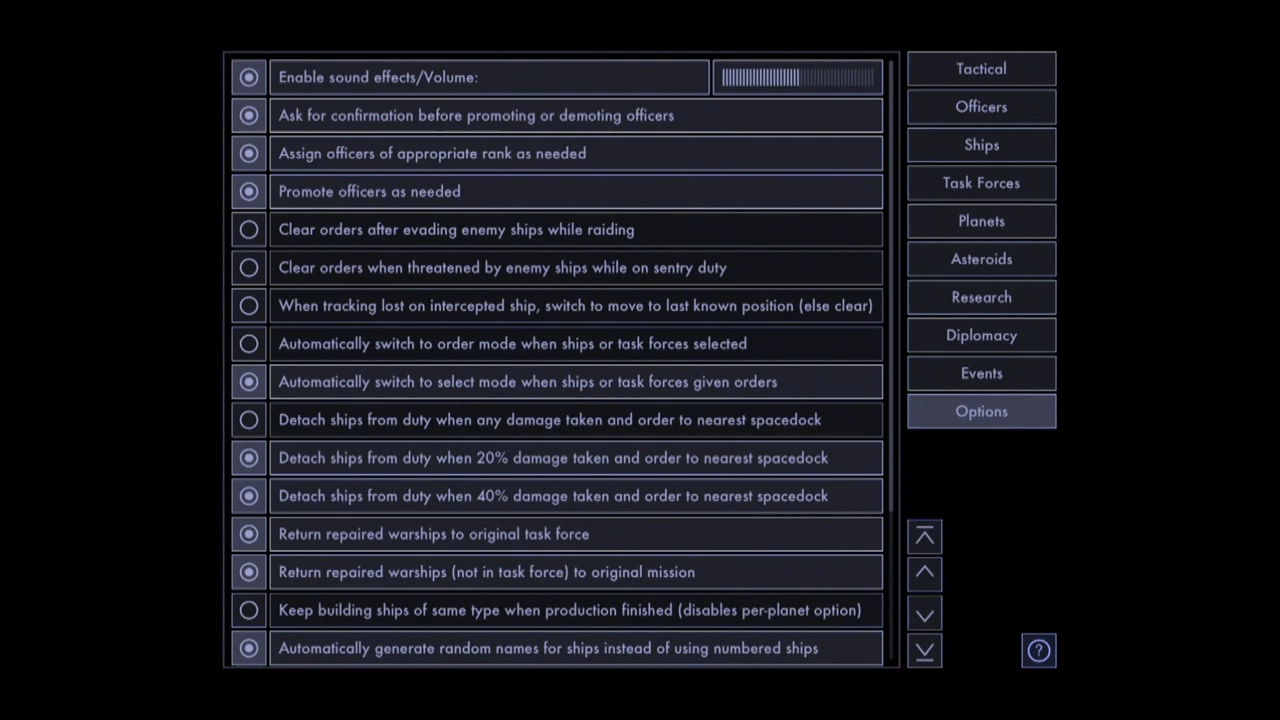 Enable sound effects/Volume:
Ask for confirmation before promoting or demoting officers
Assign officers of appropriate rank as needed
Promote officers as needed
Clear orders after evading enemy ships while raiding
Clear orders when threatened by enemy ships while on sentry duty
When tracking lost on intercepted ship, switch to move to last known position (else clear)
Automatically switch to order mode when ships or task forces selected
Automatically switch to select mode when ships or task forces given orders
Detach ships from duty when any damage taken and order to nearest spacedock
Detach ships from duty when 20% damage taken and order to nearest spacedock
Detach ships from duty when 40% damage taken and order to nearest spacedock
Return repaired warships to original task force
Return repaired warships (not in task force) to original mission
Keep building ships of same type when production finished (disables per-planet option)
Automatically generate random names for ships instead of using numbered ships
Tactical
Officers
Ships
Task Forces
Planets
Asteroids
Research
Diplomacy
Events
Options
?